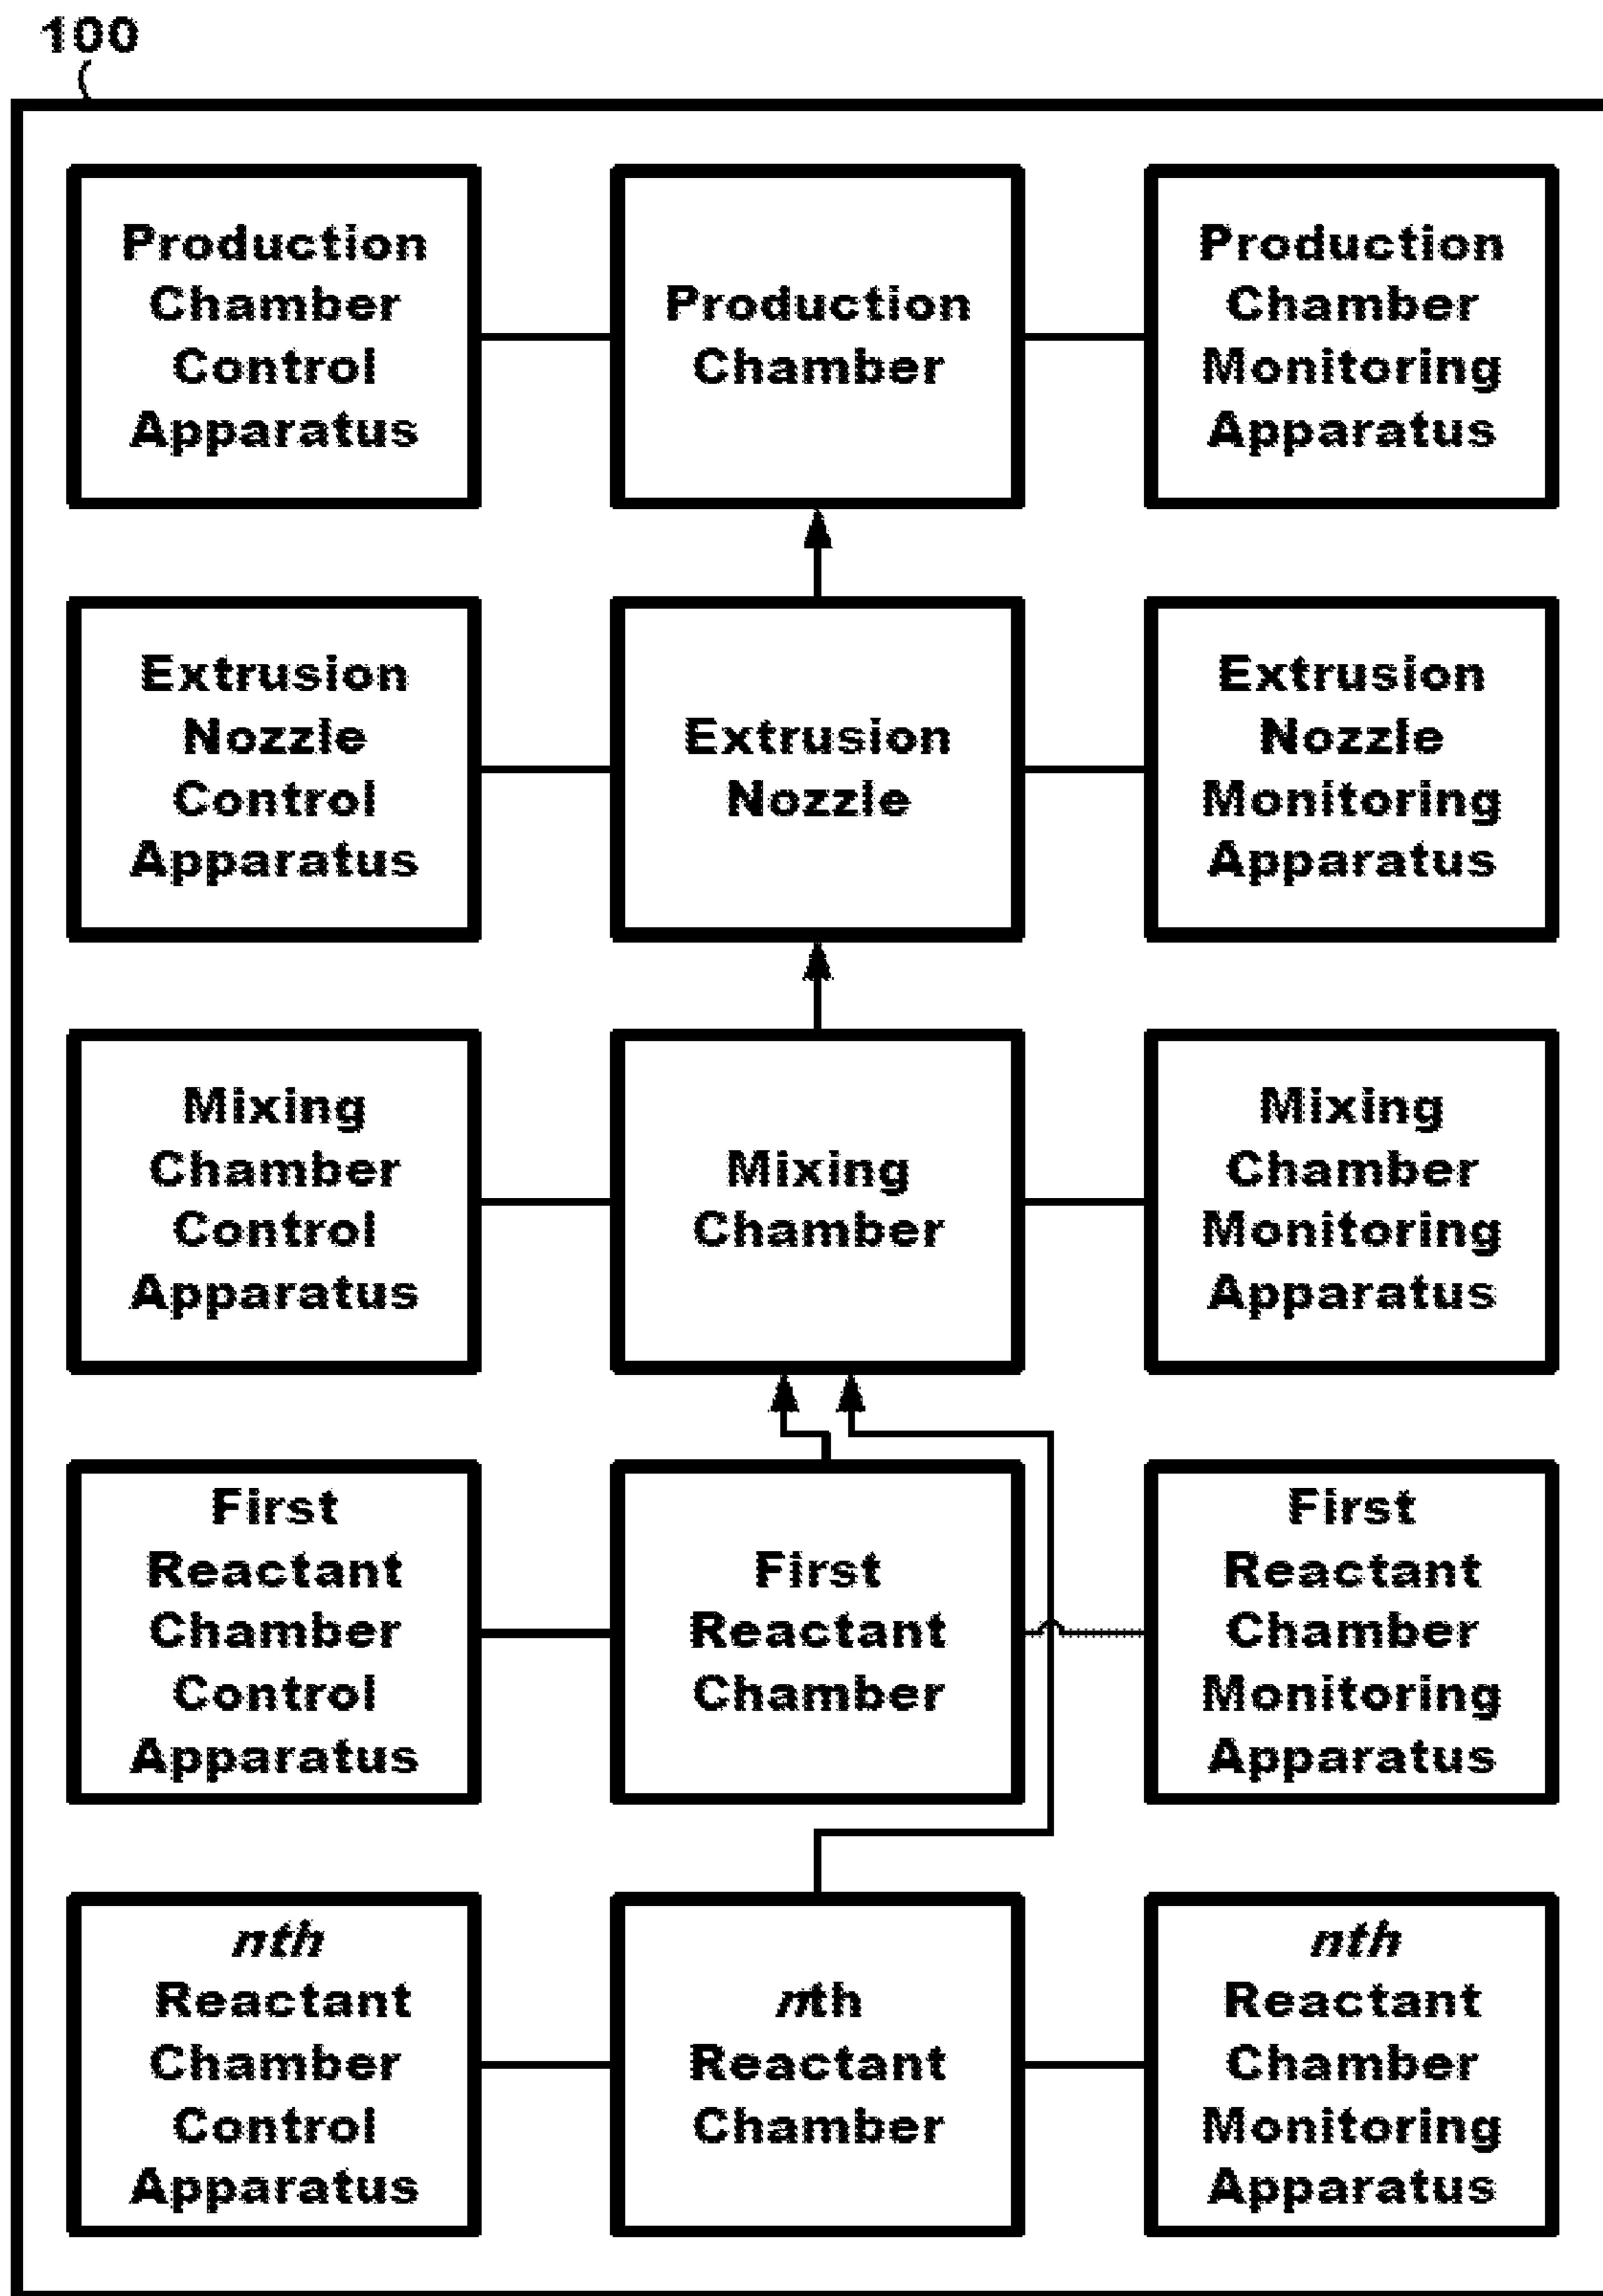 100
Production
Chamber
Control
Apparatus
Production
Chamber
Production
Chamber
Monitoring
Apparatus
Extrusion
Nozzle
Control
Apparatus
Extrusion
Nozzle
Extrusion
Nozzle
Monitoring
Apparatus
Mixing
Chamber
Control
Apparatus
Mixing
Chamber
Mixing
Chamber
Monitoring
Apparatus
First
Reactant
Chamber
Control
Apparatus
First
Reactant
Chamber
First
Reactant
Chamber
Monitoring
Apparatus
nth
Reactant
Chamber
Control
Apparatus
nth
Reactant
Chamber
nth
Reactant
Chamber
Monitoring
Apparatus